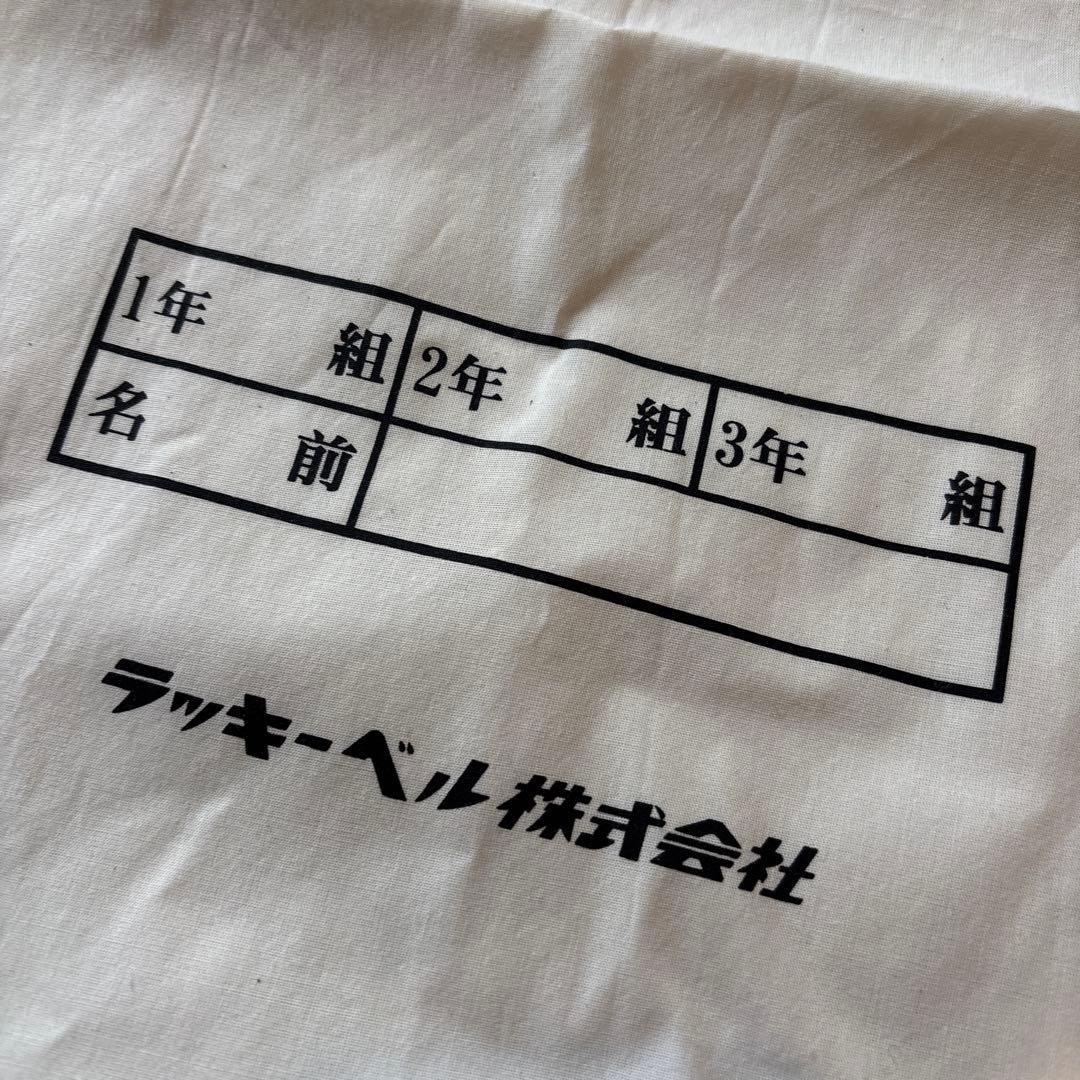 1年 組 2年 組 3年 組
名 前
ラッキーベル株式会社